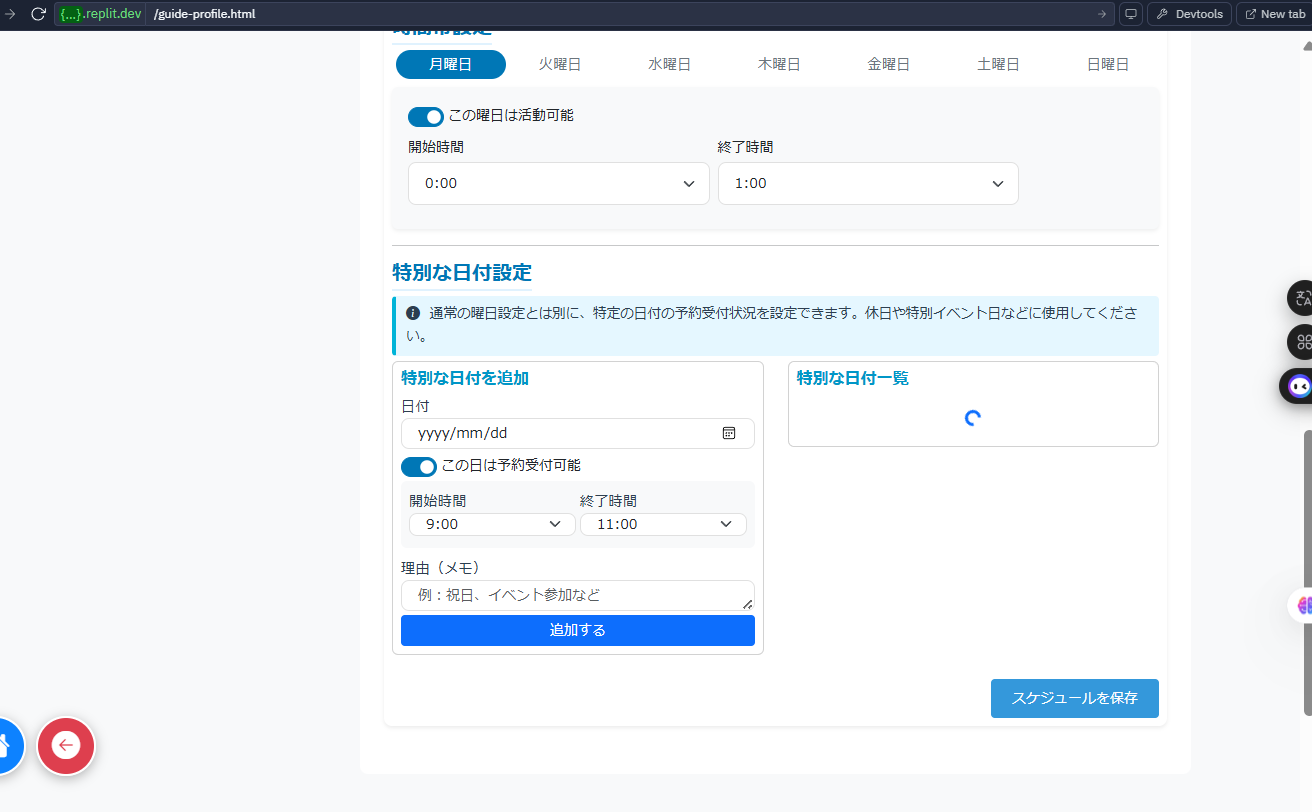 {...}.replit.dev /guide-profile.html Devtools New tab
時間帯設定
月曜日 火曜日 水曜日 木曜日 金曜日 土曜日 日曜日
この曜日は活動可能
開始時間 終了時間
0:00 1:00
特別な日付設定
通常の曜日設定とは別に、特定の日付の予約受付状況を設定できます。休日や特別イベント日などに使用してくださ
い。
特別な日付を追加
日付
yyyy/mm/dd
この日は予約受付可能
開始時間 終了時間
9:00 11:00
理由（メモ）
例：祝日、イベント参加など
追加する
特別な日付一覧
スケジュールを保存